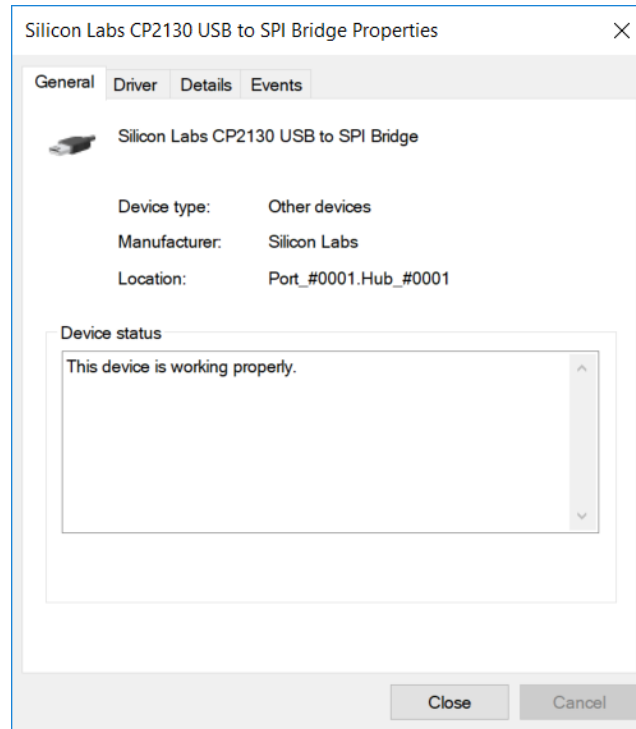 Silicon Labs CP2130 USB to SPI Bridge Properties
General Driver Details Events
Silicon Labs CP2130 USB to SPI Bridge
Device type: Other devices
Manufacturer: Silicon Labs
Location: Port_#0001.Hub_#0001
Device status
This device is working properly.
Close Cancel